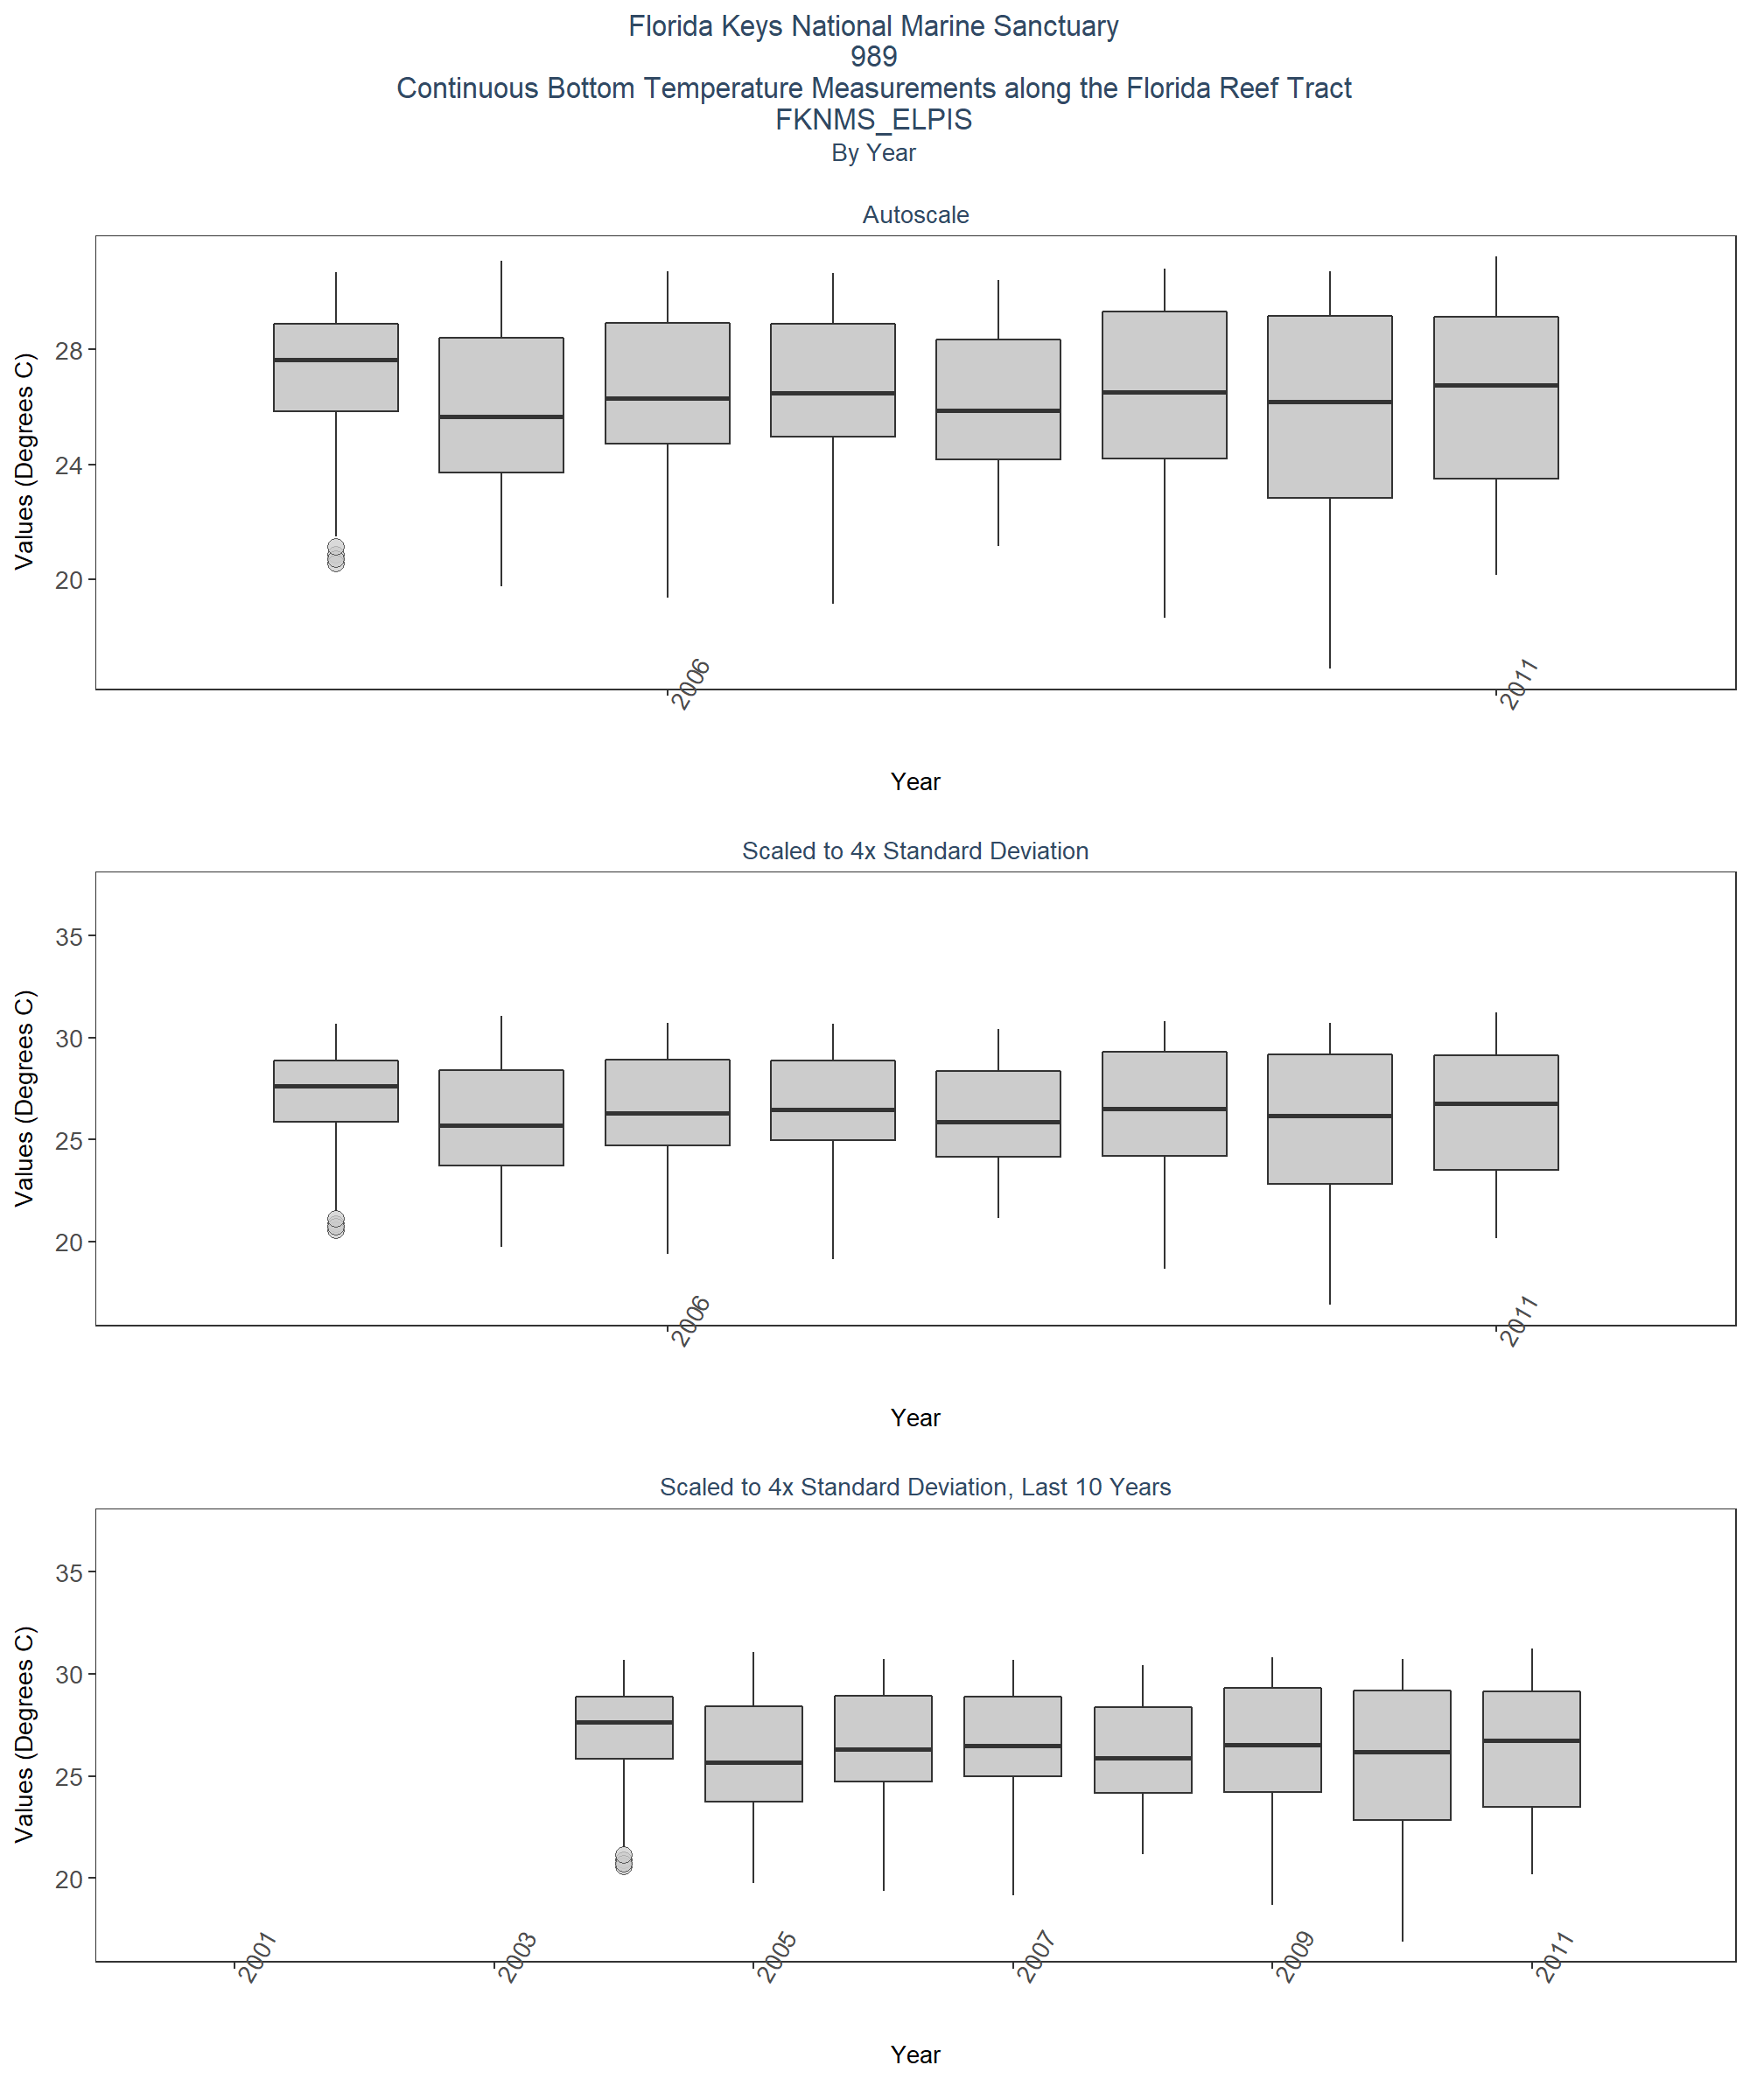 Florida Keys National Marine Sanctuary
989
Continuous Bottom Temperature Measurements along the Florida Reef Tract
FKNMS_ELPIS
By Year
Autoscale
Values (Degrees C)
28
24
20
2006
2011
Year
Scaled to 4x Standard Deviation
Values (Degrees C)
35
30
25
20
2006
2011
Year
Scaled to 4x Standard Deviation, Last 10 Years
Values (Degrees C)
35
30
25
20
2001
2003
2005
2007
2009
2011
Year